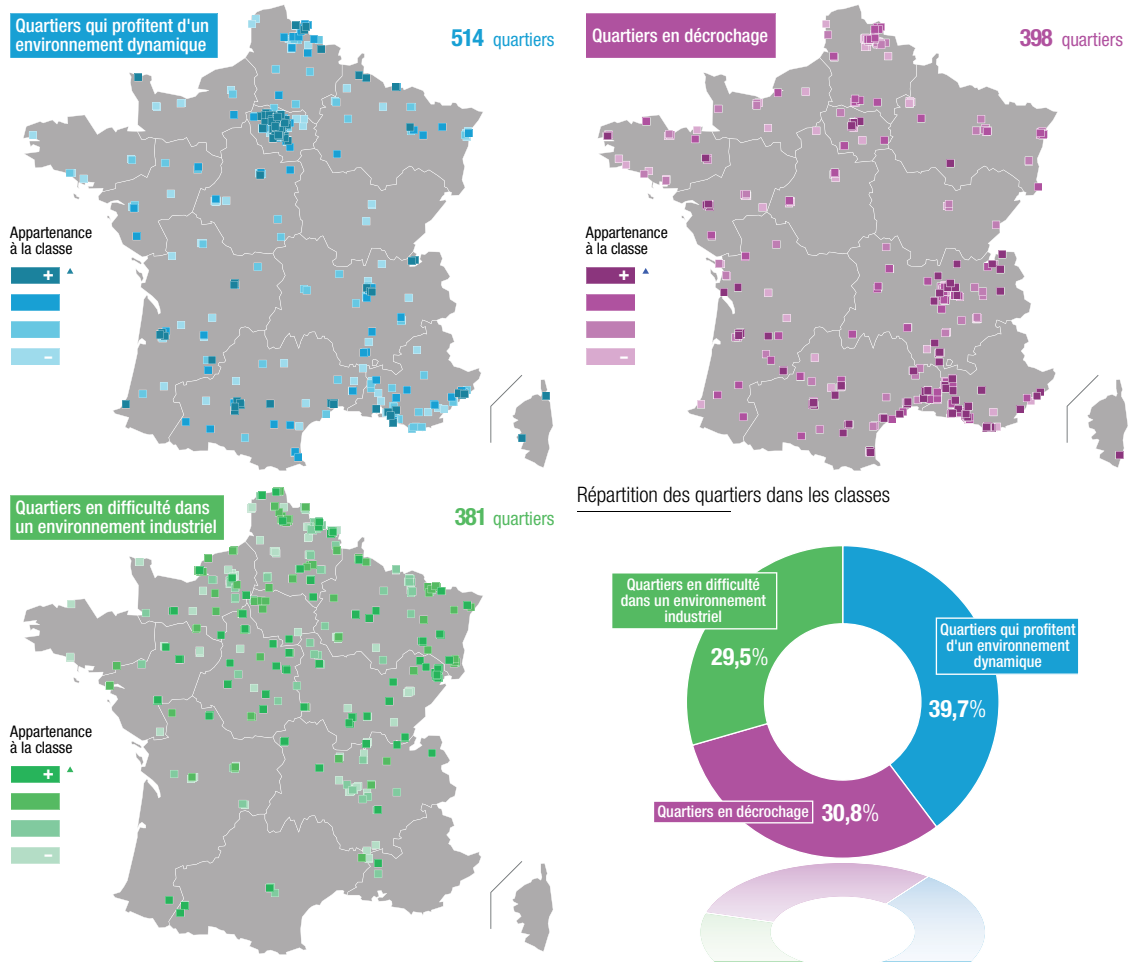 Quartiers qui profitent d'un
environnement dynamique
514 quartiers
Appartenance
à la classe
+
–
Quartiers en décrochage
398 quartiers
Appartenance
à la classe
+
–
Quartiers en difficulté dans
un environnement industriel
381 quartiers
Appartenance
à la classe
+
–
Répartition des quartiers dans les classes
Quartiers en difficulté
dans un environnement
industriel
29,5%
Quartiers qui profitent
d'un environnement
dynamique
39,7%
Quartiers en décrochage
30,8%